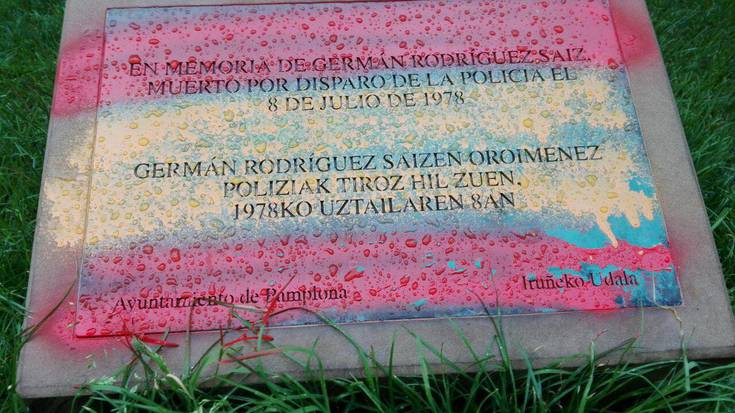 EN MEMORIA DE GERMÁN RODRÍGUEZ SAIZ,
MUERTO POR DISPARO DE LA POLICIA EL
8 DE JULIO DE 1978
GERMÁN RODRÍGUEZ SAIZEN OROIMENEZ
POLIZIAK TIROZ HIL ZUEN,
1978KO UZTAILAREN 8AN
Ayuntamiento de Pamplona
Iruñeko Udala